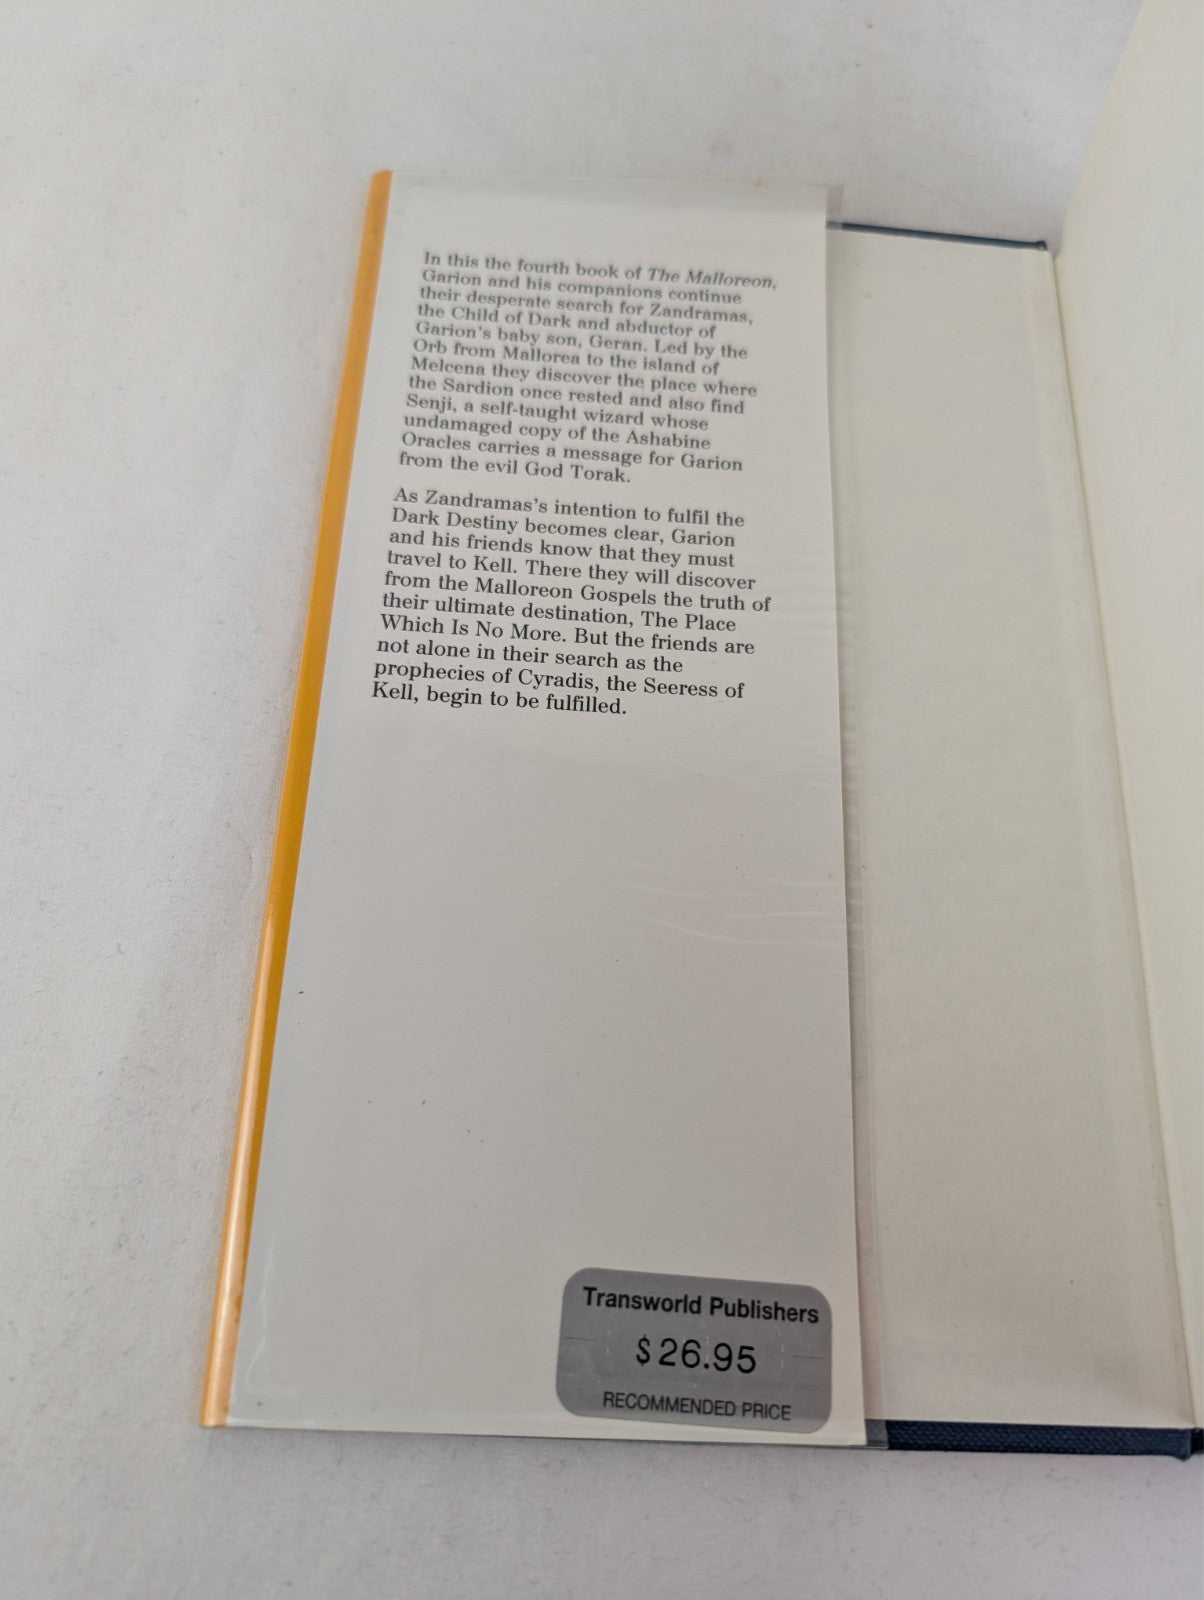 In this the fourth book of The Malloreon,
Garion and his companions continue
their desperate search for Zandramas,
the Child of Dark and abductor of
Garion's baby son, Geran. Led by the
Orb from Mallorea to the island of
Melcena they discover the place where
the Sardion once rested and also find
Senji, a self-taught wizard whose
undamaged copy of the Ashabine
Oracles carries a message for Garion
from the evil God Torak.
As Zandramas's intention to fulfil the
Dark Destiny becomes clear, Garion
and his friends know that they must
travel to Kell. There they will discover
from the Malloreon Gospels the truth of
their ultimate destination, The Place
Which Is No More. But the friends are
not alone in their search as the
prophecies of Cyradis, the Seeress of
Kell, begin to be fulfilled.
Transworld Publishers
$26.95
RECOMMENDED PRICE